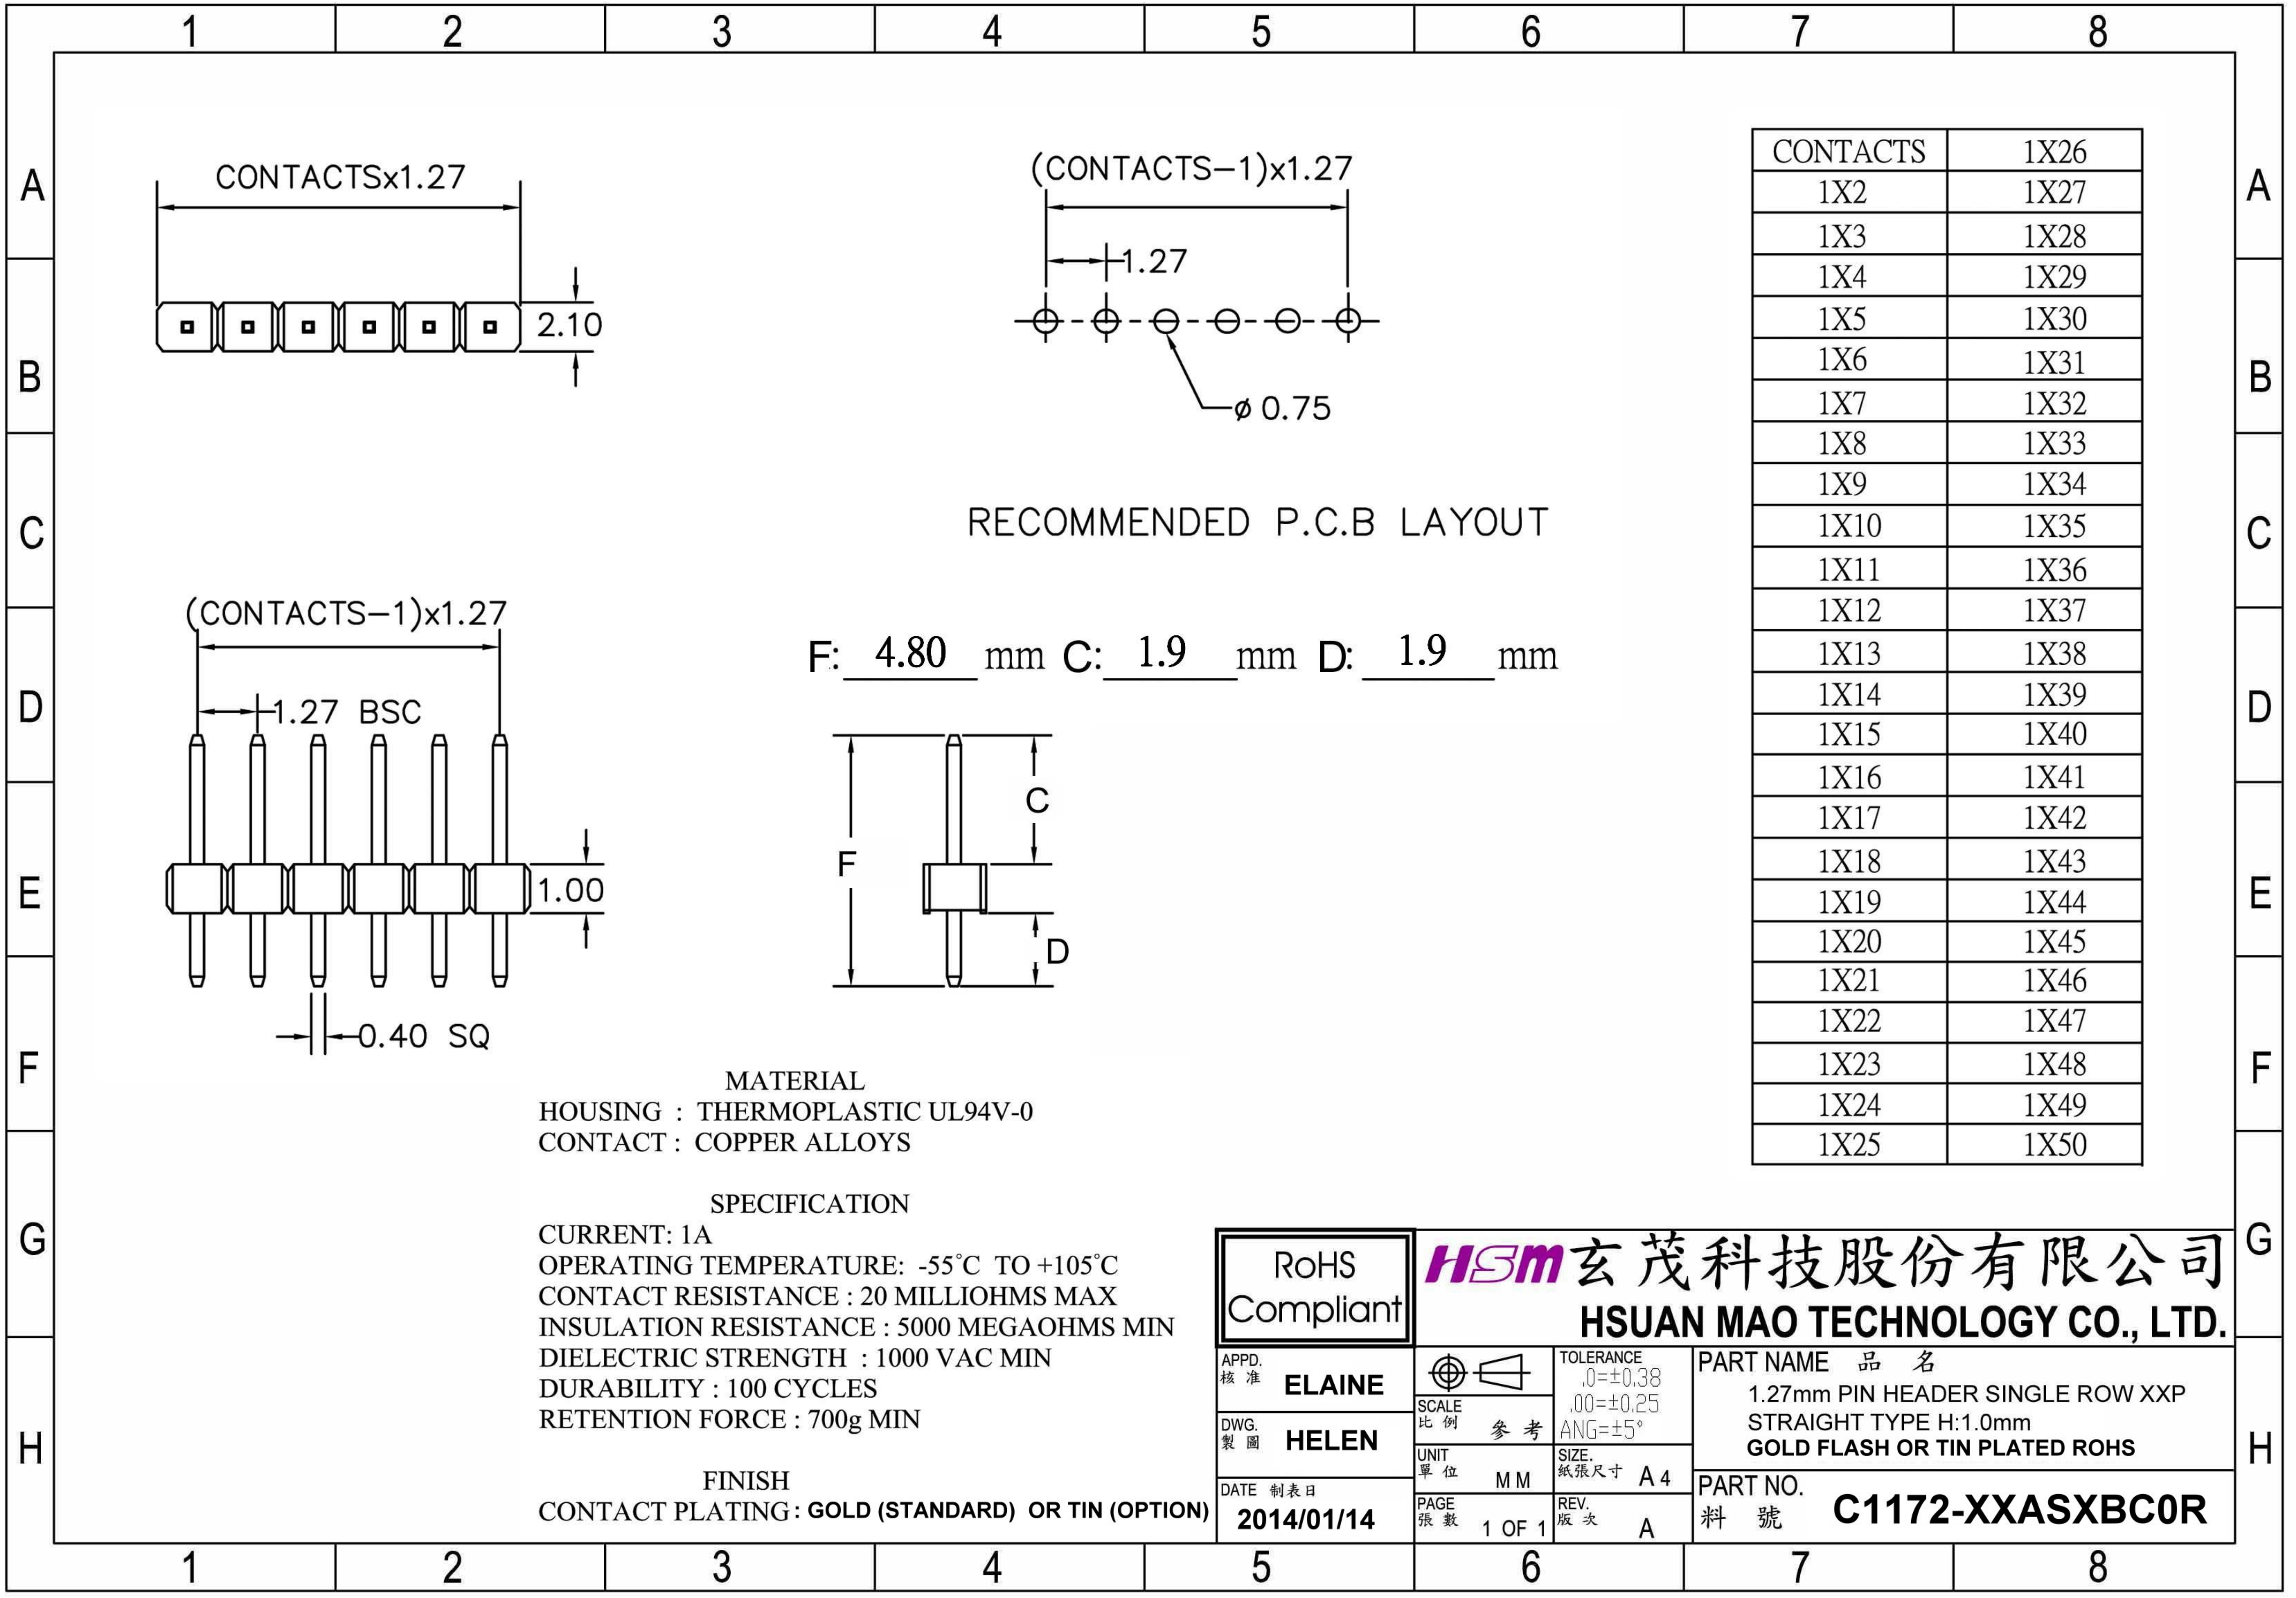 1 2 3 4 5 6 7 8
A A
B B
C C
D D
E E
F F
G G
H H
CONTACTSx1.27
2.10
(CONTACTS-1)x1.27
1.27
ø 0.75
RECOMMENDED P.C.B LAYOUT
(CONTACTS-1)x1.27
1.27 BSC
1.00
0.40 SQ
F: 4.80 mm C: 1.9 mm D: 1.9 mm
F
C
D
CONTACTS 1X26
1X2 1X27
1X3 1X28
1X4 1X29
1X5 1X30
1X6 1X31
1X7 1X32
1X8 1X33
1X9 1X34
1X10 1X35
1X11 1X36
1X12 1X37
1X13 1X38
1X14 1X39
1X15 1X40
1X16 1X41
1X17 1X42
1X18 1X43
1X19 1X44
1X20 1X45
1X21 1X46
1X22 1X47
1X23 1X48
1X24 1X49
1X25 1X50
MATERIAL
HOUSING : THERMOPLASTIC UL94V-0
CONTACT : COPPER ALLOYS
SPECIFICATION
CURRENT: 1A
OPERATING TEMPERATURE: -55°C TO +105°C
CONTACT RESISTANCE : 20 MILLIOHMS MAX
INSULATION RESISTANCE : 5000 MEGAOHMS MIN
DIELECTRIC STRENGTH : 1000 VAC MIN
DURABILITY : 100 CYCLES
RETENTION FORCE : 700g MIN
FINISH
CONTACT PLATING : GOLD (STANDARD) OR TIN (OPTION)
RoHS
Compliant
HSM 玄茂科技股份有限公司
HSUAN MAO TECHNOLOGY CO., LTD.
APPD.
核准 ELAINE
DWG.
製圖 HELEN
DATE 制表日
2014/01/14
SCALE
比例 參考
UNIT
單位 MM
PAGE
張數 1 OF 1
TOLERANCE
.0=±0.38
.00=±0.25
ANG=±5°
SIZE.
紙張尺寸 A4
REV.
版次 A
PART NAME 品名
1.27mm PIN HEADER SINGLE ROW XXP
STRAIGHT TYPE H:1.0mm
GOLD FLASH OR TIN PLATED ROHS
PART NO.
料號 C1172-XXASXBC0R
1 2 3 4 5 6 7 8